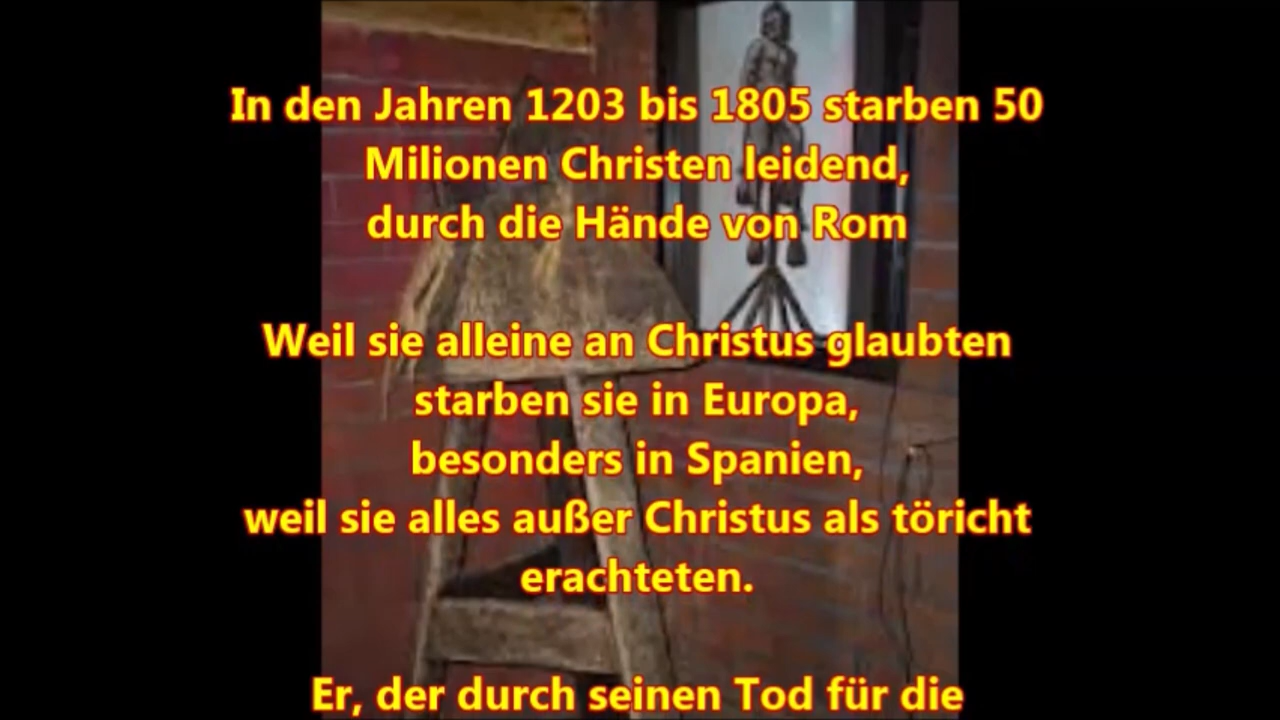 In den Jahren 1203 bis 1805 starben 50
Milionen Christen leidend,
durch die Hände von Rom
Weil sie alleine an Christus glaubten
starben sie in Europa,
besonders in Spanien,
weil sie alles außer Christus als töricht
erachteten.
Er, der durch seinen Tod für die